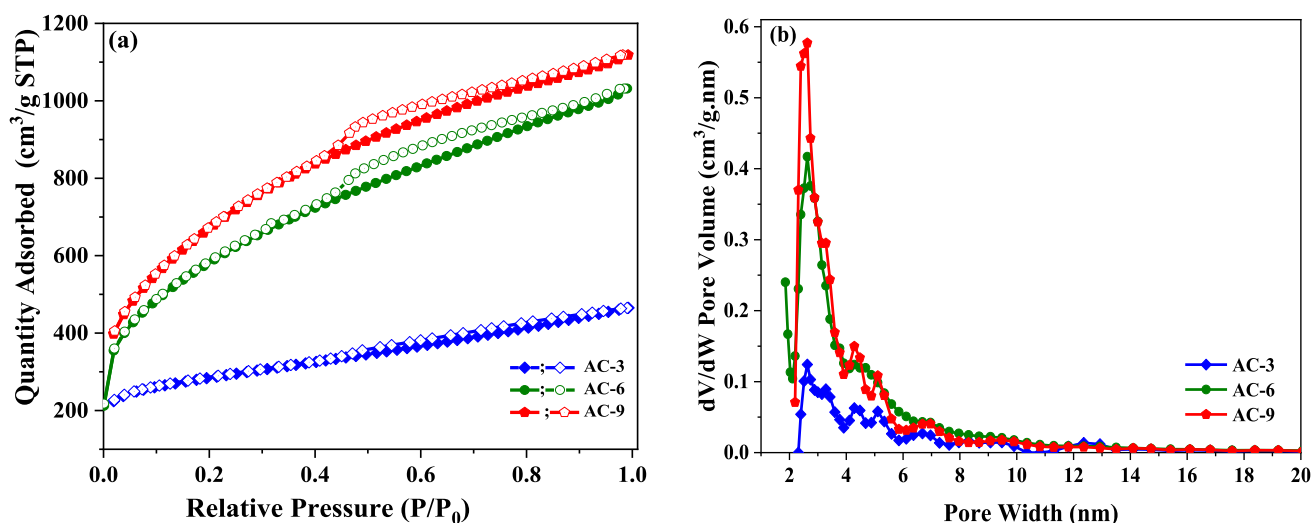 (a)
Quantity Adsorbed (cm³/g STP)
1200
1000
800
600
400
200
0.0 0.2 0.4 0.6 0.8 1.0
Relative Pressure (P/P₀)
; AC-3
; AC-6
; AC-9
(b)
dV/dW Pore Volume (cm³/g.nm)
0.6
0.5
0.4
0.3
0.2
0.1
0.0
2 4 6 8 10 12 14 16 18 20
Pore Width (nm)
AC-3
AC-6
AC-9